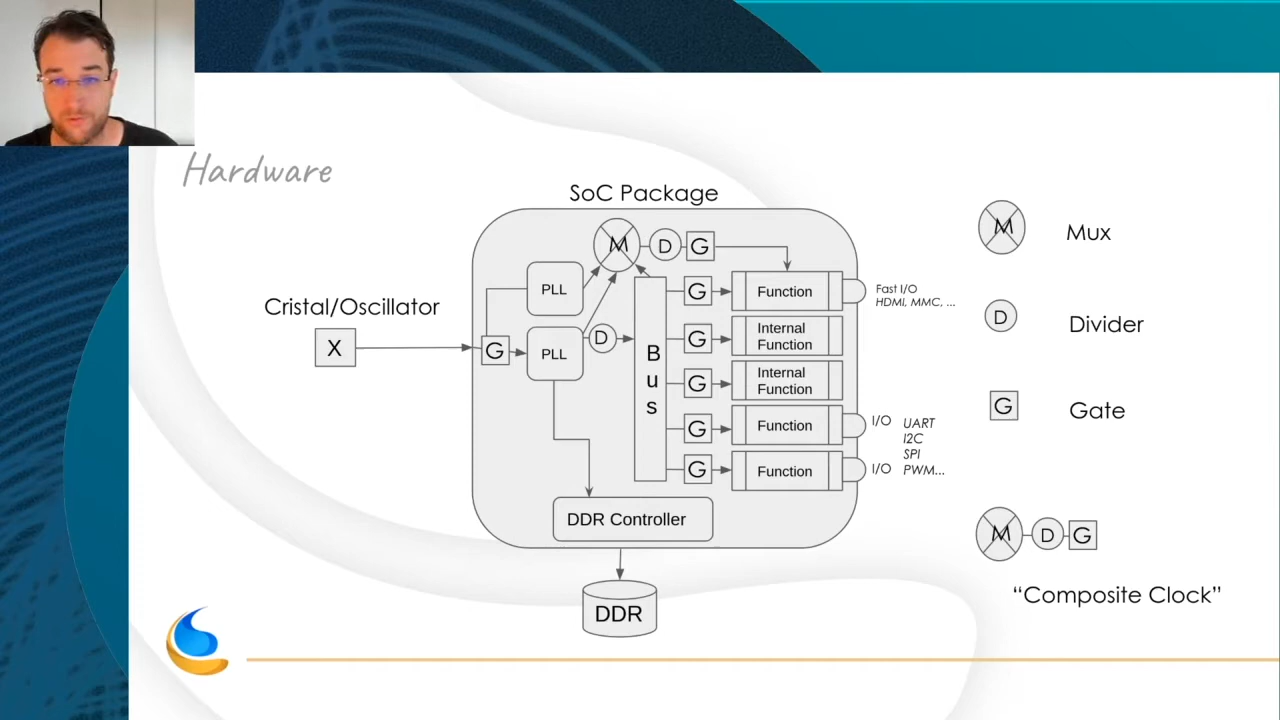 Hardware
SoC Package
Cristal/Oscillator
X
G
PLL
PLL
M
D
G
D
Bus
G
G
G
G
G
Function
Internal
Function
Internal
Function
Function
Function
Fast I/O
HDMI, MMC, ...
I/O
UART
I2C
SPI
I/O
PWM...
DDR Controller
DDR
M
Mux
D
Divider
G
Gate
M
D
G
“Composite Clock”